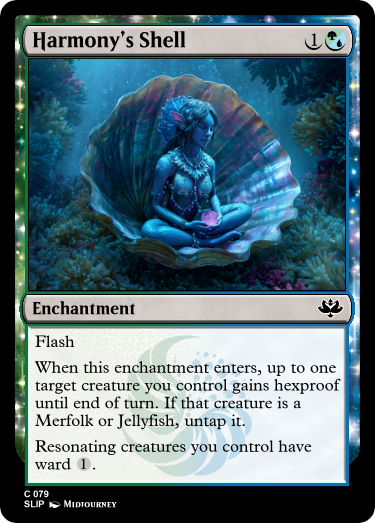 Harmony's Shell 1
Enchantment
Flash
When this enchantment enters, up to one
target creature you control gains hexproof
until end of turn. If that creature is a
Merfolk or Jellyfish, untap it.
Resonating creatures you control have
ward 1.
C 079
SLIP Midjourney